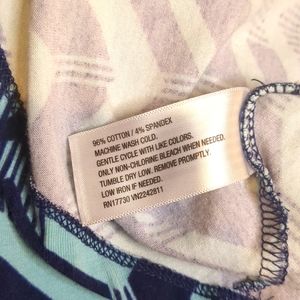 96% COTTON / 4% SPANDEX
MACHINE WASH COLD.
GENTLE CYCLE WITH LIKE COLORS.
ONLY NON-CHLORINE BLEACH WHEN NEEDED.
TUMBLE DRY LOW. REMOVE PROMPTLY.
LOW IRON IF NEEDED.
RN17730 VN2242811